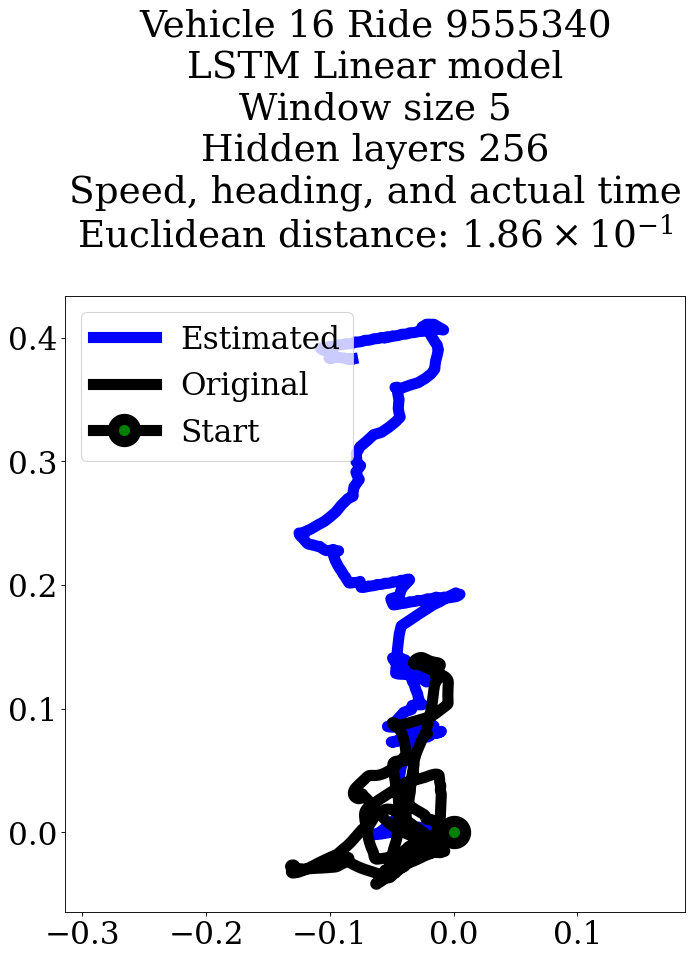 Vehicle 16 Ride 9555340
LSTM Linear model
Window size 5
Hidden layers 256
Speed, heading, and actual time
Euclidean distance: 1.86 × 10⁻¹
Estimated
Original
Start
0.4
0.3
0.2
0.1
0.0
−0.3 −0.2 −0.1 0.0 0.1